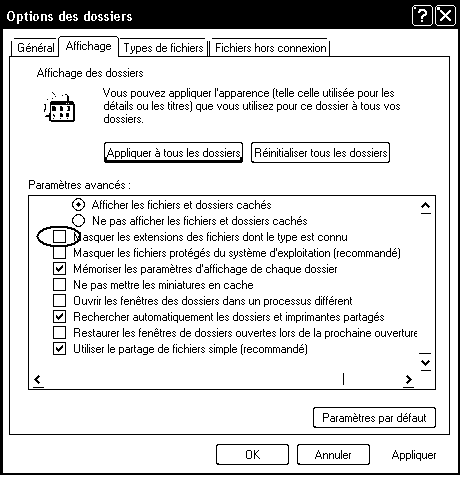 Options des dossiers
Général Affichage Types de fichiers Fichiers hors connexion
Affichage des dossiers
Vous pouvez appliquer l'apparence (telle celle utilisée pour les
détails ou les titres) que vous utilisez pour ce dossier à tous vos
dossiers.
Appliquer à tous les dossiers Réinitialiser tous les dossiers
Paramètres avancés :
Afficher les fichiers et dossiers cachés
Ne pas afficher les fichiers et dossiers cachés
Masquer les extensions des fichiers dont le type est connu
Masquer les fichiers protégés du système d'exploitation (recommandé)
Mémoriser les paramètres d'affichage de chaque dossier
Ne pas mettre les miniatures en cache
Ouvrir les fenêtres des dossiers dans un processus différent
Rechercher automatiquement les dossiers et imprimantes partagés
Restaurer les fenêtres de dossiers ouvertes lors de la prochaine ouverture
Utiliser le partage de fichiers simple (recommandé)
Paramètres par défaut
OK Annuler Appliquer